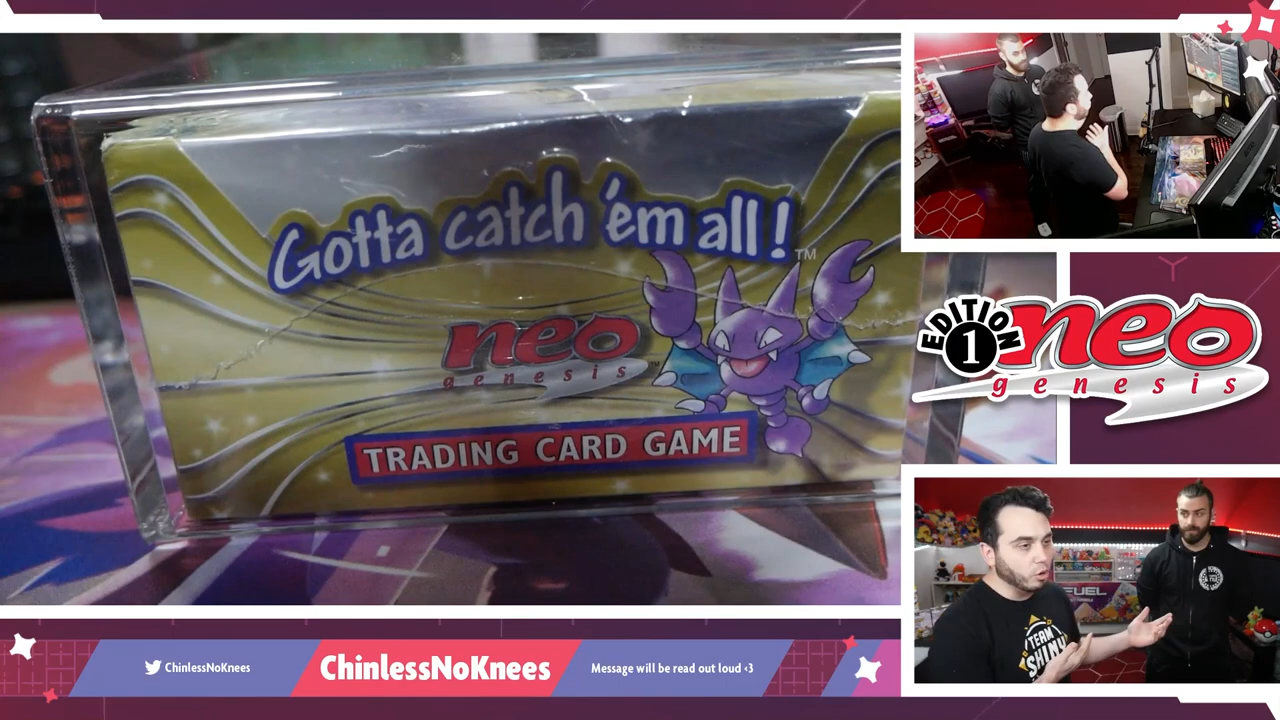 Gotta catch 'em all!™
neo
genesis
TRADING CARD GAME
EDITION
1
neo
genesis
FUEL
TEAM
SHINY
ChinlessNoKnees
ChinlessNoKnees
Message will be read out loud <3